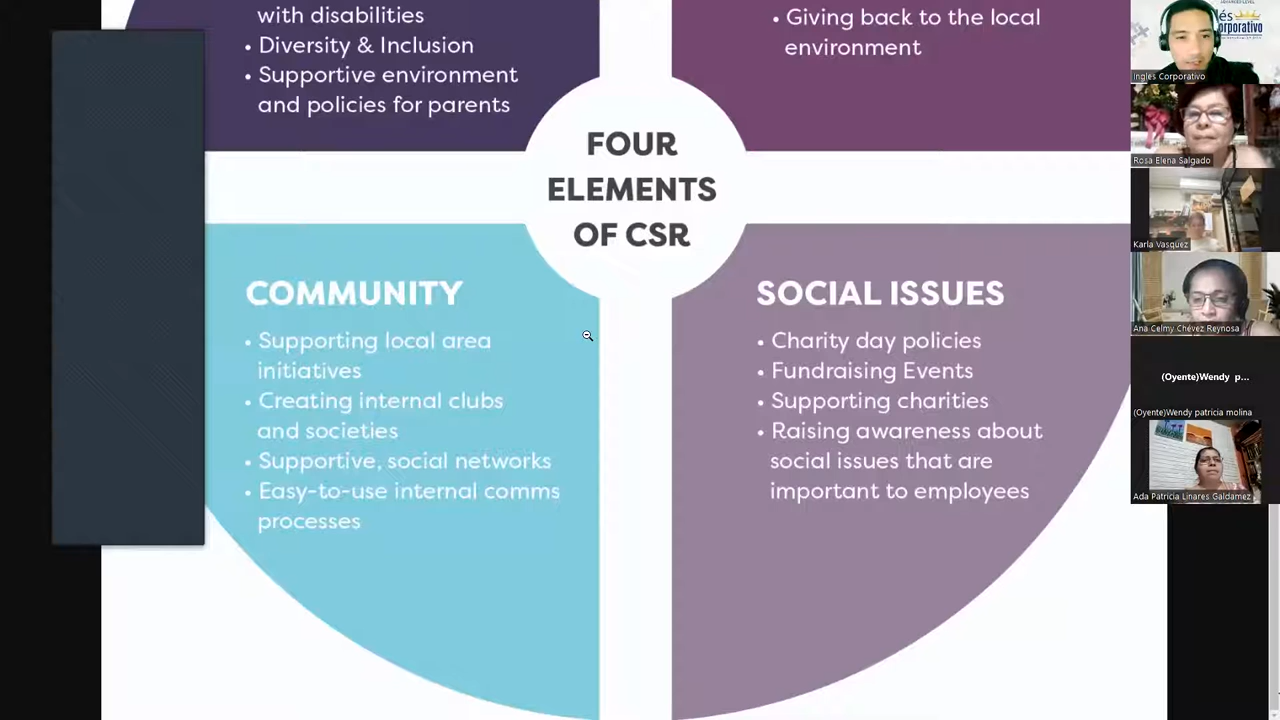 with disabilities
• Diversity & Inclusion
• Supportive environment
and policies for parents
• Giving back to the local
environment
FOUR
ELEMENTS
OF CSR
COMMUNITY
• Supporting local area
initiatives
• Creating internal clubs
and societies
• Supportive, social networks
• Easy-to-use internal comms
processes
SOCIAL ISSUES
• Charity day policies
• Fundraising Events
• Supporting charities
• Raising awareness about
social issues that are
important to employees
Inglés Corporativo
Rosa Elena Salgado
Karla Vasquez
Ana Celmy Chévez Reynosa
(Oyente)Wendy p...
(Oyente)Wendy patricia molina
Ada Patricia Linares Galdamez